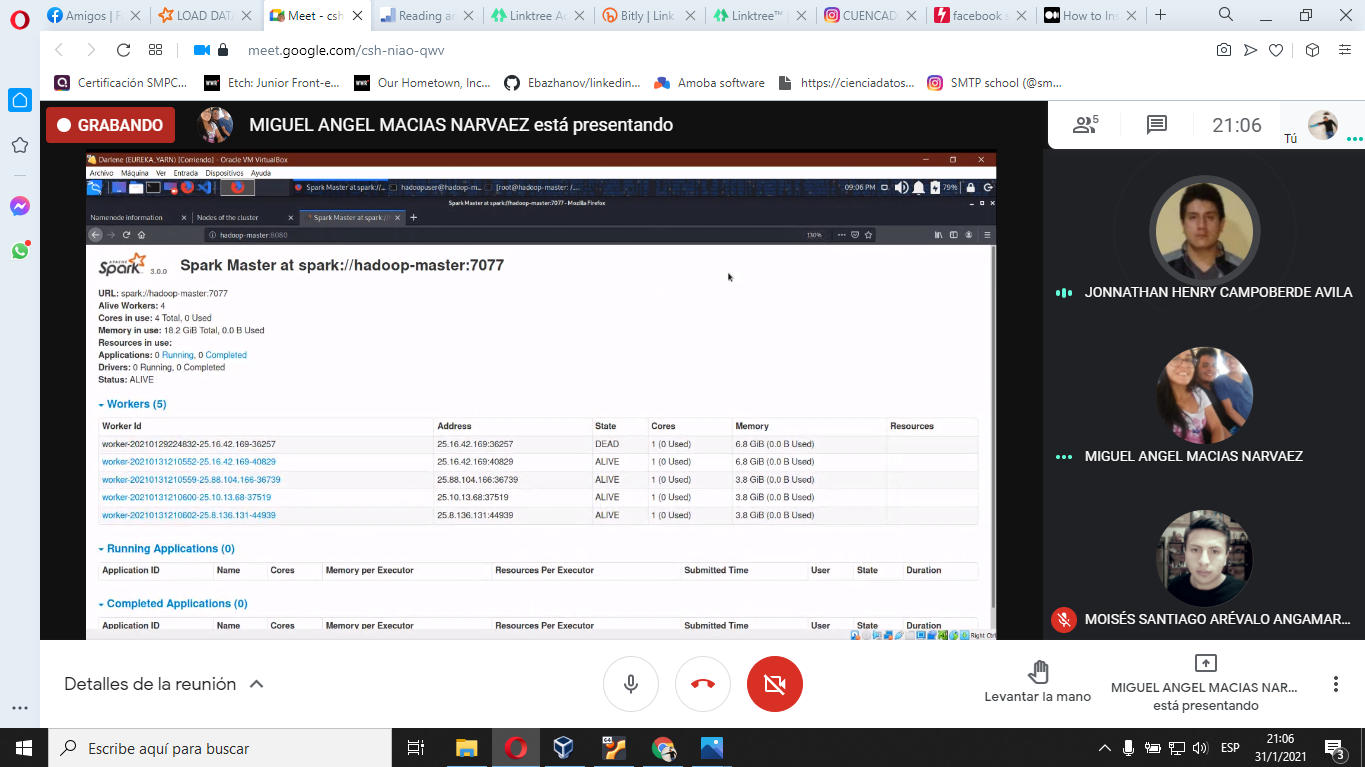 Amigos | F
LOAD DATA
Meet - csh
Reading an
Linktree Ac
Bitly | Link
Linktree™
CUENCAD
facebook s
How to Ins
meet.google.com/csh-niao-qwv
Certificación SMPC...
Etch: Junior Front-e...
Our Hometown, Inc...
Ebazhanov/linkedin...
Amoba software
https://cienciadatos...
SMTP school (@sm...
GRABANDO
MIGUEL ANGEL MACIAS NARVAEZ está presentando
5
21:06
Tú
Darlene (EUREKA_YARN) [Corriendo] - Oracle VM VirtualBox
Archivo Máquina Ver Entrada Dispositivos Ayuda
Spark Master at spark://...
hadoopuser@hadoop-m...
[root@hadoop-master: /...
09:06 PM
79%
Spark Master at spark://hadoop-master:7077 - Mozilla Firefox
Namenode information
Nodes of the cluster
Spark Master at spark://
hadoop-master:8080
130%
APACHE Spark 3.0.0 Spark Master at spark://hadoop-master:7077
URL: spark://hadoop-master:7077
Alive Workers: 4
Cores in use: 4 Total, 0 Used
Memory in use: 18.2 GiB Total, 0.0 B Used
Resources in use:
Applications: 0 Running, 0 Completed
Drivers: 0 Running, 0 Completed
Status: ALIVE
Workers (5)
Worker Id Address State Cores Memory Resources
worker-20210129224832-25.16.42.169-36257 25.16.42.169:36257 DEAD 1 (0 Used) 6.8 GiB (0.0 B Used)
worker-20210131210552-25.16.42.169-40829 25.16.42.169:40829 ALIVE 1 (0 Used) 6.8 GiB (0.0 B Used)
worker-20210131210559-25.88.104.166-36739 25.88.104.166:36739 ALIVE 1 (0 Used) 3.8 GiB (0.0 B Used)
worker-20210131210600-25.10.13.68-37519 25.10.13.68:37519 ALIVE 1 (0 Used) 3.8 GiB (0.0 B Used)
worker-20210131210602-25.8.136.131-44939 25.8.136.131:44939 ALIVE 1 (0 Used) 3.8 GiB (0.0 B Used)
Running Applications (0)
Application ID Name Cores Memory per Executor Resources Per Executor Submitted Time User State Duration
Completed Applications (0)
Application ID Name Cores Memory per Executor Resources Per Executor Submitted Time User State Duration
Right Ctrl
JONNATHAN HENRY CAMPOBERDE AVILA
MIGUEL ANGEL MACIAS NARVAEZ
MOISÉS SANTIAGO ARÉVALO ANGAMAR...
Detalles de la reunión
Levantar la mano
MIGUEL ANGEL MACIAS NAR...
está presentando
Escribe aquí para buscar
ESP
21:06
31/1/2021
3